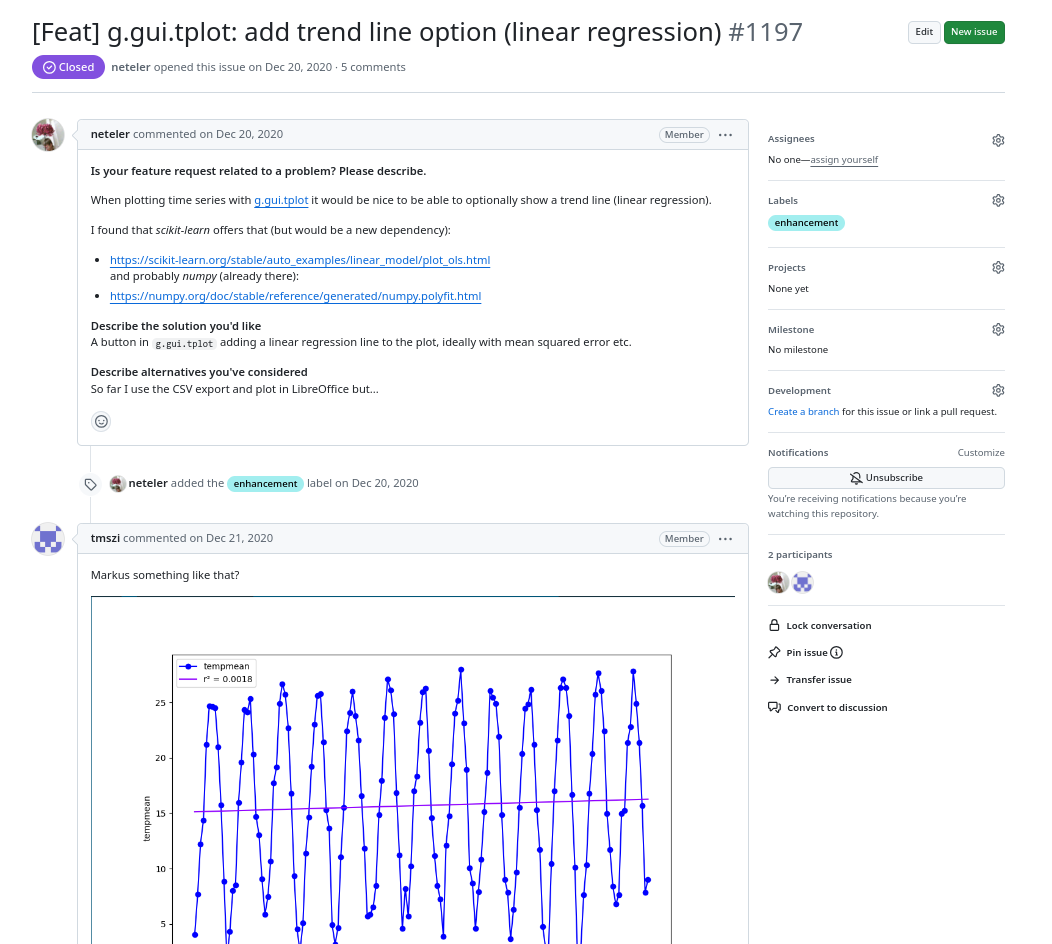 [Feat] g.gui.tplot: add trend line option (linear regression) #1197
Edit
New issue
Closed
neteler opened this issue on Dec 20, 2020 · 5 comments
neteler commented on Dec 20, 2020
Member
Is your feature request related to a problem? Please describe.
When plotting time series with g.gui.tplot it would be nice to be able to optionally show a trend line (linear regression).
I found that scikit-learn offers that (but would be a new dependency):
https://scikit-learn.org/stable/auto_examples/linear_model/plot_ols.html
and probably numpy (already there):
https://numpy.org/doc/stable/reference/generated/numpy.polyfit.html
Describe the solution you'd like
A button in g.gui.tplot adding a linear regression line to the plot, ideally with mean squared error etc.
Describe alternatives you've considered
So far I use the CSV export and plot in LibreOffice but...
neteler added the enhancement label on Dec 20, 2020
tmszi commented on Dec 21, 2020
Member
Markus something like that?
tempmean
r² = 0.0018
25
20
15
10
5
tempmean
Assignees
No one—assign yourself
Labels
enhancement
Projects
None yet
Milestone
No milestone
Development
Create a branch for this issue or link a pull request.
Notifications
Customize
Unsubscribe
You're receiving notifications because you're
watching this repository.
2 participants
Lock conversation
Pin issue
Transfer issue
Convert to discussion